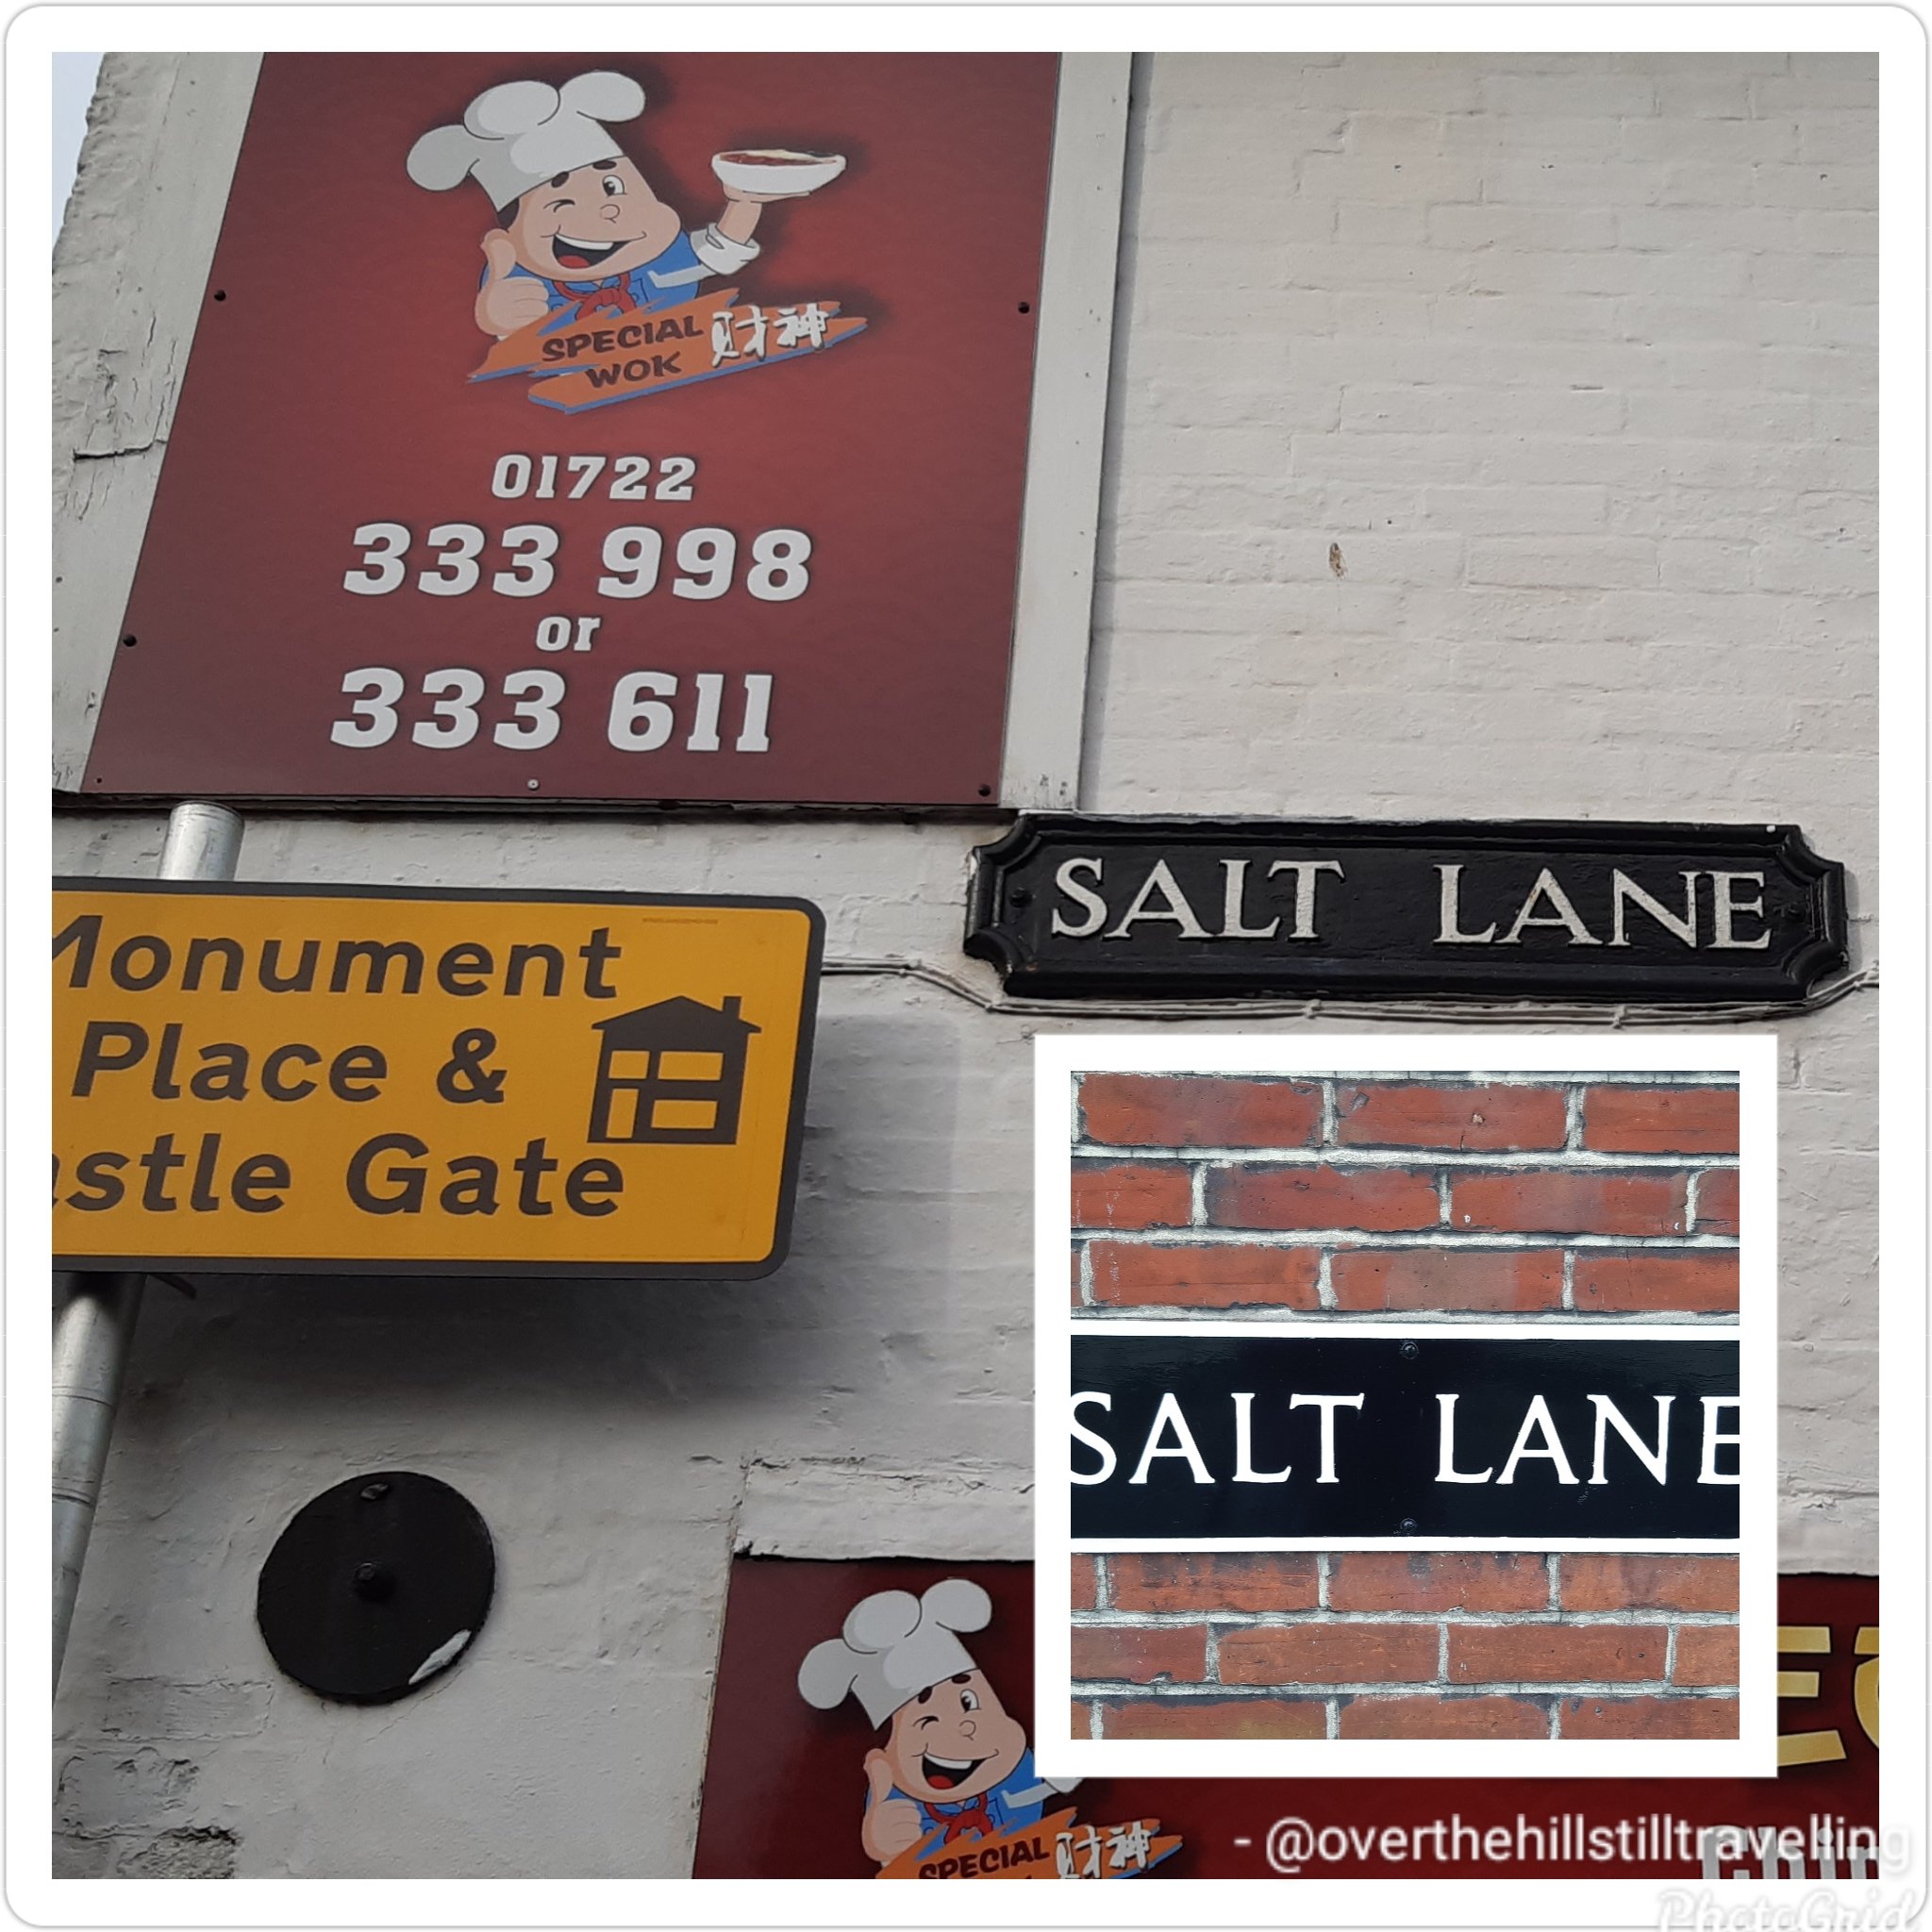 SPECIAL 财神
WOK
01722
333 998
or
333 611
SALT LANE
Monument
Place &
astle Gate
SALT LANE
SPECIAL 财神
- @overthehillstilltravelling
PhotoGrid